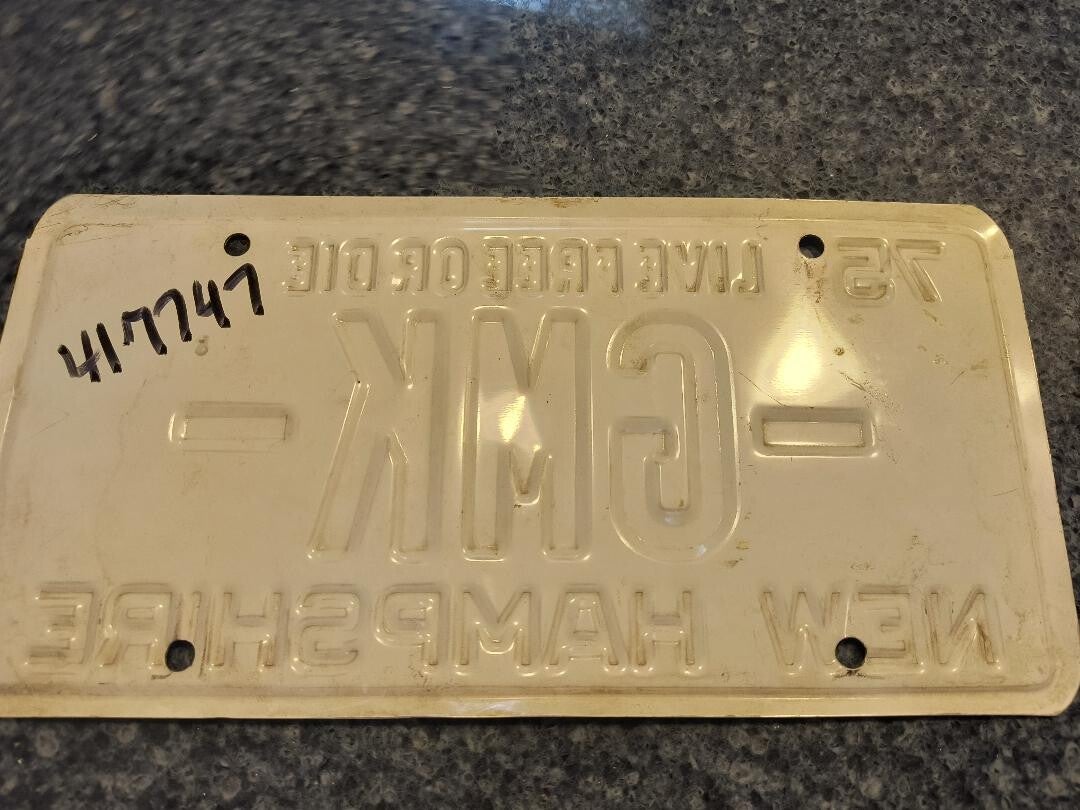 75 LIVE FREE OR DIE
417747
- GMK -
NEW HAMPSHIRE